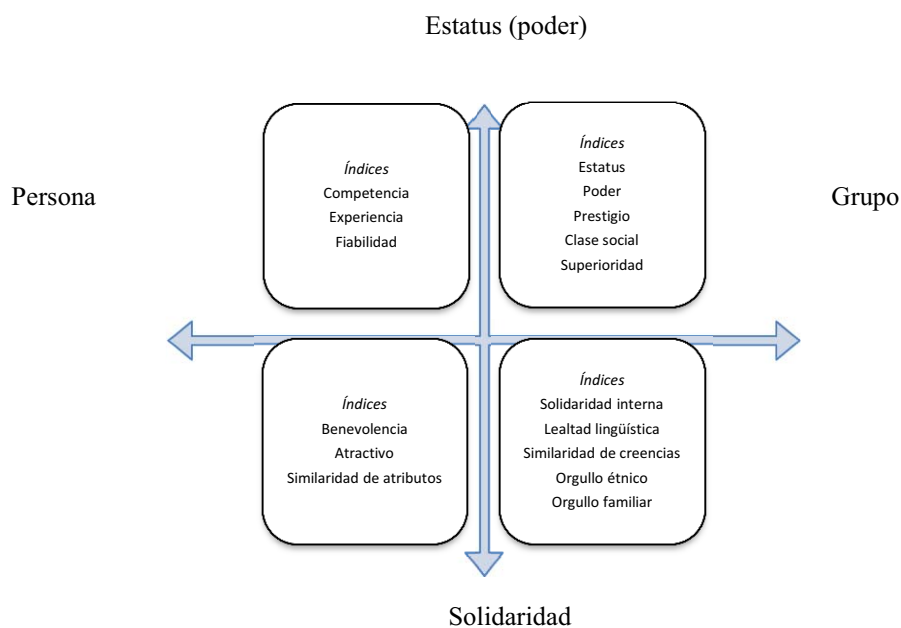 Estatus (poder)
Persona
Grupo
Índices
Competencia
Experiencia
Fiabilidad
Índices
Estatus
Poder
Prestigio
Clase social
Superioridad
Índices
Benevolencia
Atractivo
Similaridad de atributos
Índices
Solidaridad interna
Lealtad lingüística
Similaridad de creencias
Orgullo étnico
Orgullo familiar
Solidaridad